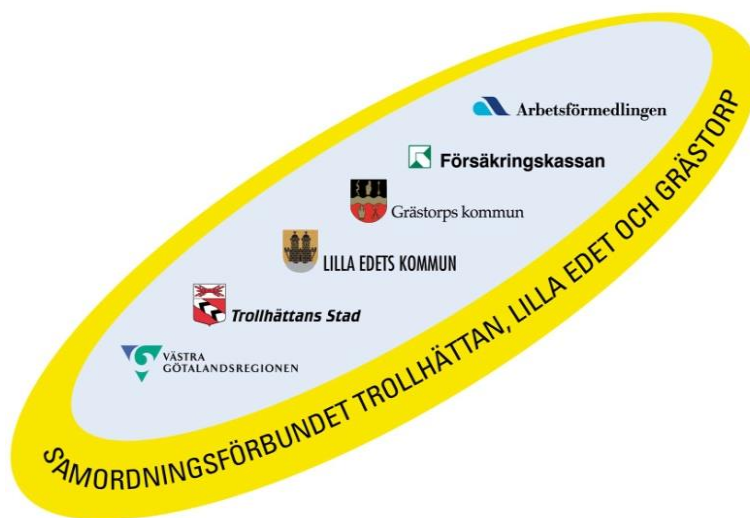 Arbetsförmedlingen
Försäkringskassan
Grästorps kommun
LILLA EDETS KOMMUN
Trollhättans Stad
VÄSTRA
GÖTALANDSREGIONEN
SAMORDNINGSFÖRBUNDET TROLLHÄTTAN, LILLA EDET OCH GRÄSTORP